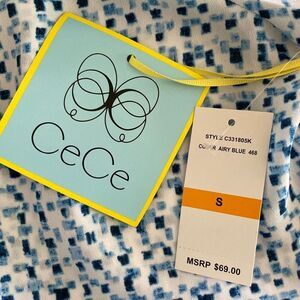 CeCe
STYLE C331805K
COLOR AIRY BLUE 468
S
MSRP $69.00